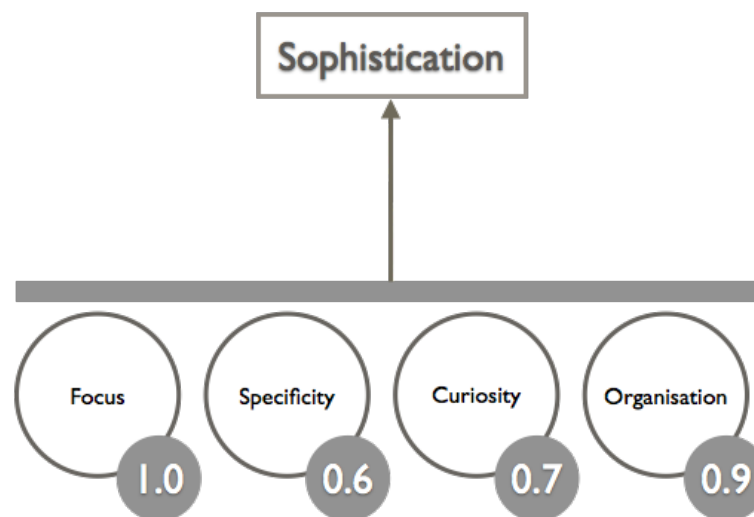 Sophistication
Focus
Specificity
Curiosity
Organisation
1.0
0.6
0.7
0.9